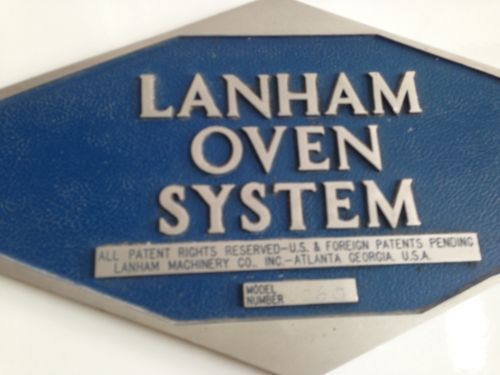 LANHAM
OVEN
SYSTEM
ALL PATENT RIGHTS RESERVED—U.S. & FOREIGN PATENTS PENDING
LANHAM MACHINERY CO., INC.—ATLANTA GEORGIA, U.S.A.
MODEL
NUMBER